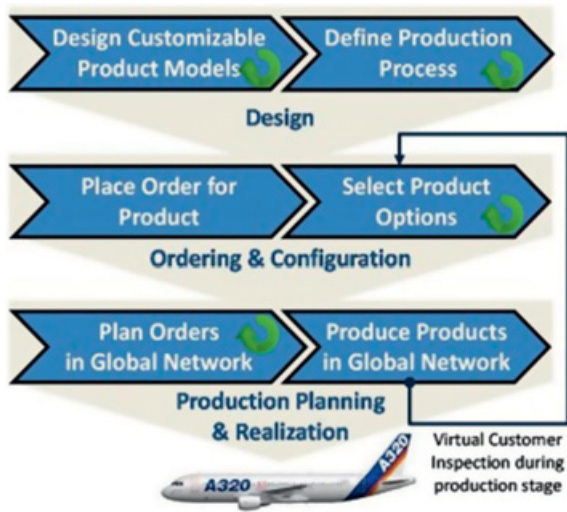 Design Customizable
Product Models
Define Production
Process
Design
Place Order for
Product
Select Product
Options
Ordering & Configuration
Plan Orders
in Global Network
Produce Products
in Global Network
Production Planning
& Realization
Virtual Customer
Inspection during
production stage
A320
A320